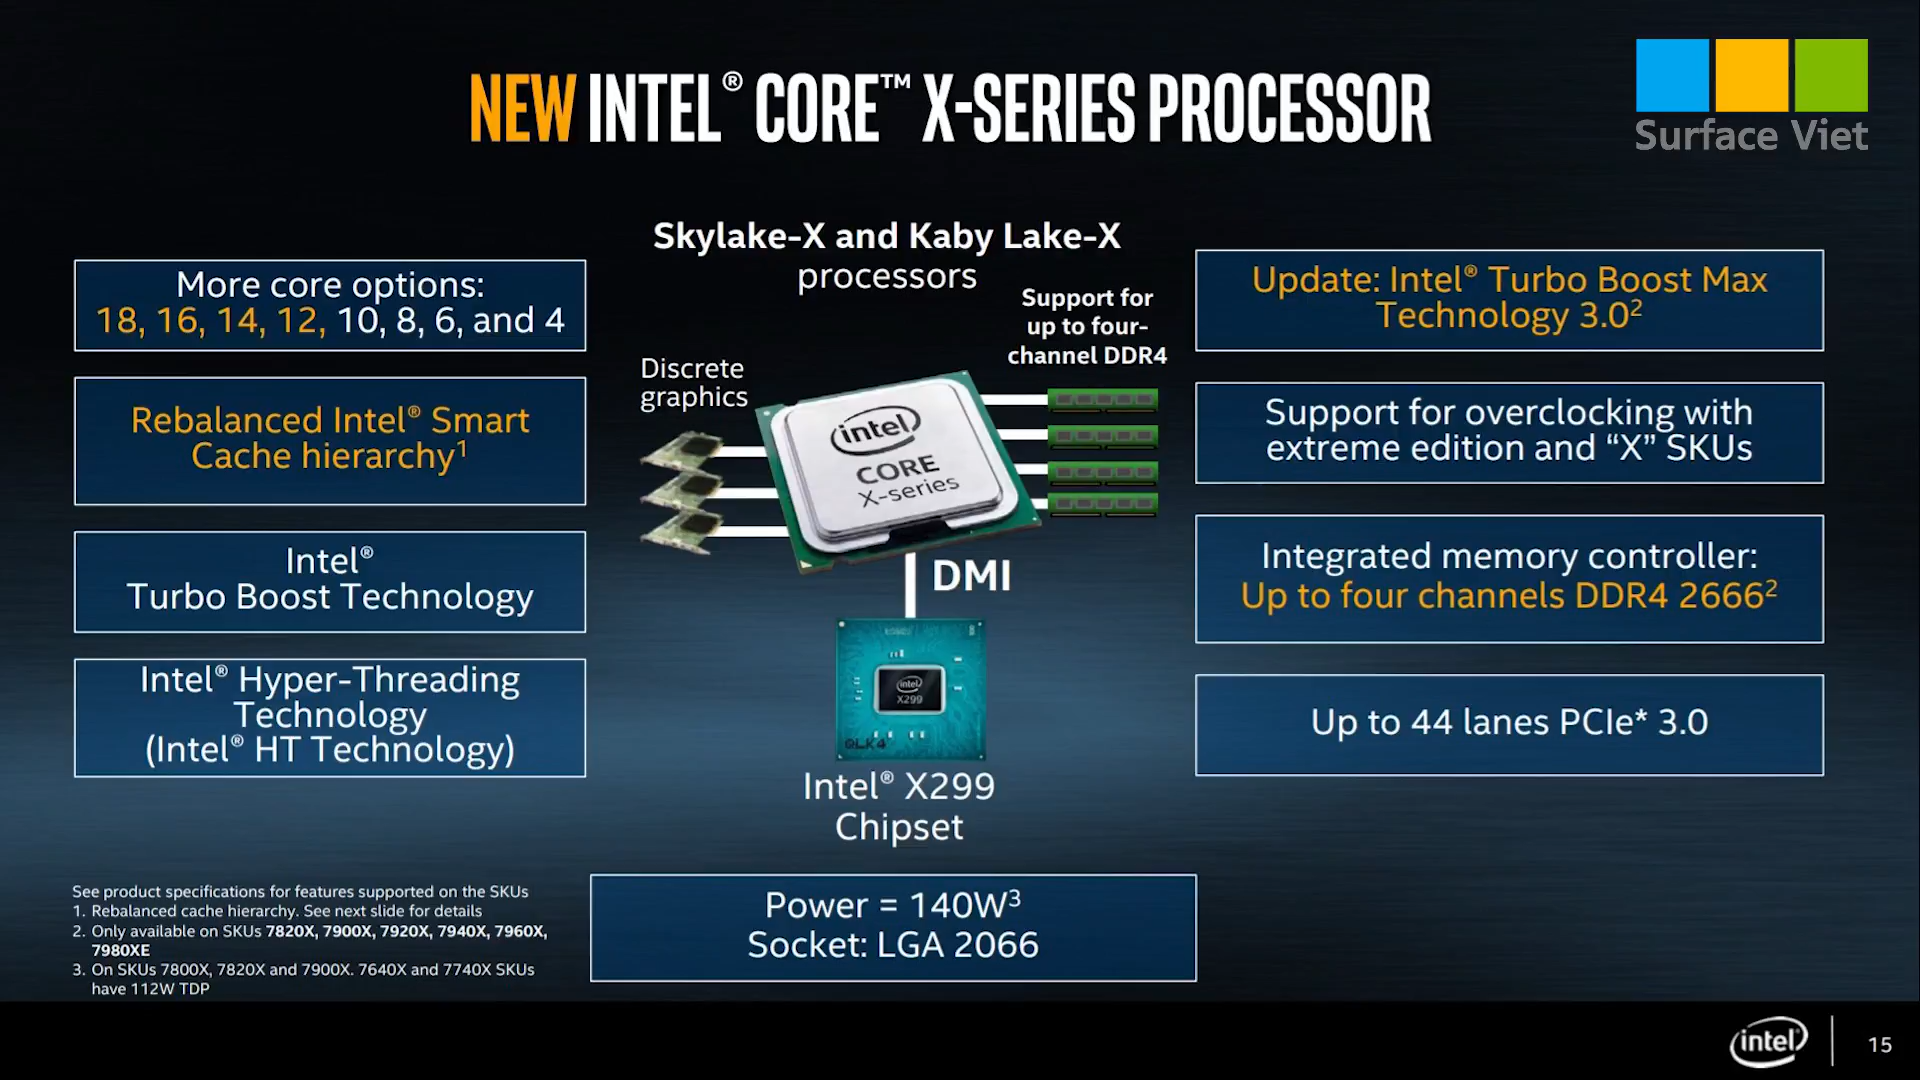 NEW INTEL® CORE™ X-SERIES PROCESSOR
Surface Viet
Skylake-X and Kaby Lake-X
processors
More core options:
18, 16, 14, 12, 10, 8, 6, and 4
Rebalanced Intel® Smart
Cache hierarchy¹
Intel®
Turbo Boost Technology
Intel® Hyper-Threading
Technology
(Intel® HT Technology)
Discrete
graphics
Support for
up to four-
channel DDR4
intel
CORE
X-series
DMI
intel
X299
QLK4
Intel® X299
Chipset
Update: Intel® Turbo Boost Max
Technology 3.0²
Support for overclocking with
extreme edition and “X” SKUs
Integrated memory controller:
Up to four channels DDR4 2666²
Up to 44 lanes PCIe* 3.0
Power = 140W³
Socket: LGA 2066
See product specifications for features supported on the SKUs
1. Rebalanced cache hierarchy. See next slide for details
2. Only available on SKUs 7820X, 7900X, 7920X, 7940X, 7960X,
7980XE
3. On SKUs 7800X, 7820X and 7900X. 7640X and 7740X SKUs
have 112W TDP
intel
15